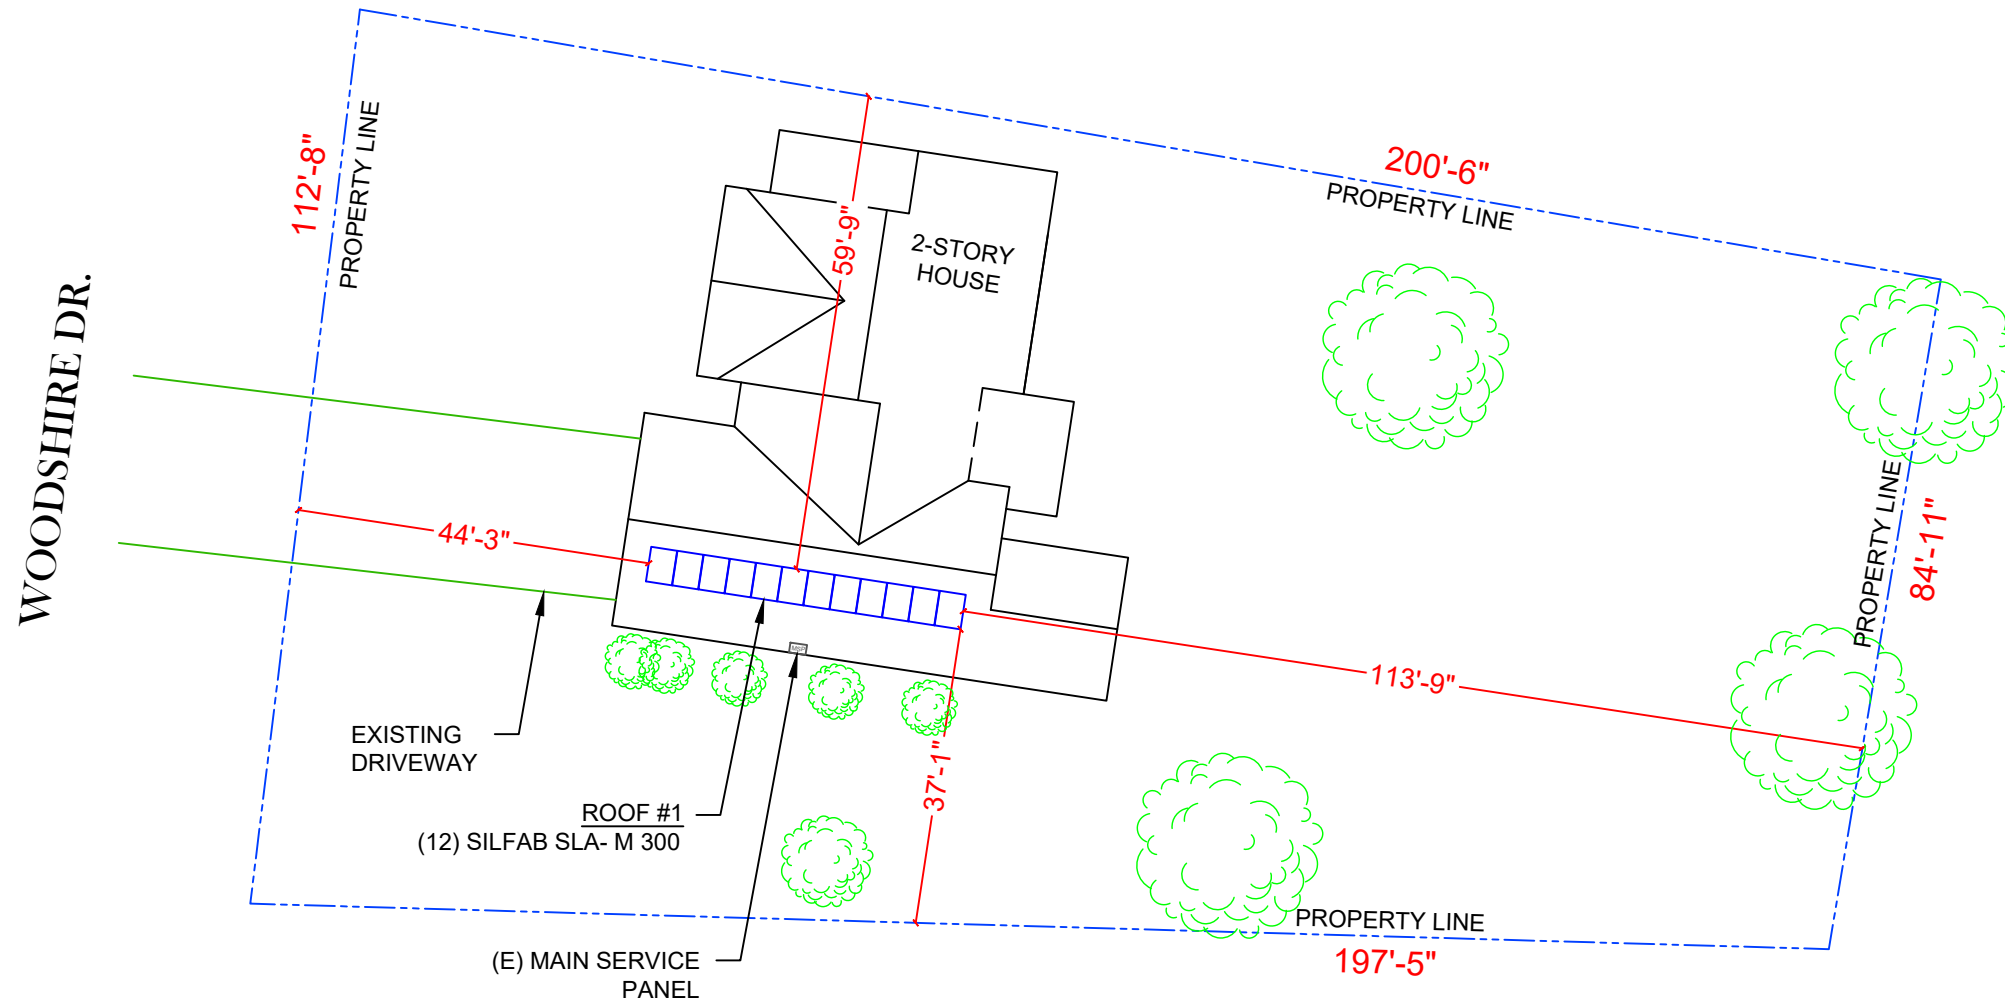 112'-8"
PROPERTY LINE
200'-6"
PROPERTY LINE
59'-9"
2-STORY
HOUSE
WOODSHIRE DR.
44'-3"
PROPERTY LINE
84'-11"
113'-9"
MSP
37'-1"
EXISTING
DRIVEWAY
ROOF #1
(12) SILFAB SLA- M 300
(E) MAIN SERVICE
PANEL
PROPERTY LINE
197'-5"